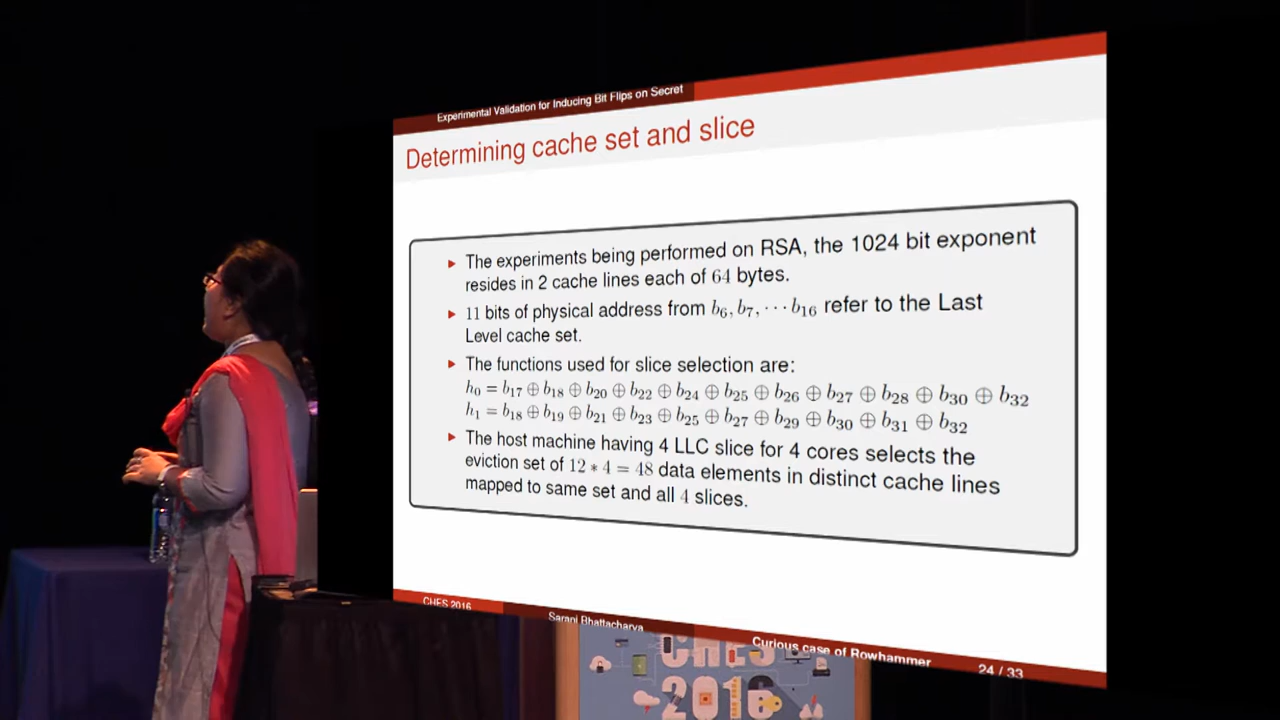 Experimental Validation for Inducing Bit Flips on Secret
Determining cache set and slice
The experiments being performed on RSA, the 1024 bit exponent
resides in 2 cache lines each of 64 bytes.
11 bits of physical address from b₆, b₇, ··· b₁₆ refer to the Last
Level cache set.
The functions used for slice selection are:
h₀ = b₁₇ ⊕ b₁₈ ⊕ b₂₀ ⊕ b₂₂ ⊕ b₂₄ ⊕ b₂₅ ⊕ b₂₆ ⊕ b₂₇ ⊕ b₂₈ ⊕ b₃₀ ⊕ b₃₂
h₁ = b₁₈ ⊕ b₁₉ ⊕ b₂₁ ⊕ b₂₃ ⊕ b₂₅ ⊕ b₂₇ ⊕ b₂₉ ⊕ b₃₀ ⊕ b₃₁ ⊕ b₃₂
The host machine having 4 LLC slice for 4 cores selects the
eviction set of 12 * 4 = 48 data elements in distinct cache lines
mapped to same set and all 4 slices.
CHES 2016 Sarani Bhattacharya Curious case of Rowhammer 24 / 33
CHES
2016